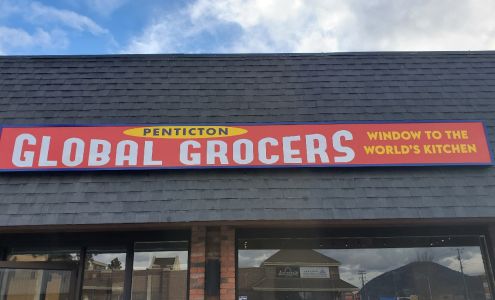 PENTICTON
GLOBAL GROCERS
WINDOW TO THE
WORLD'S KITCHEN